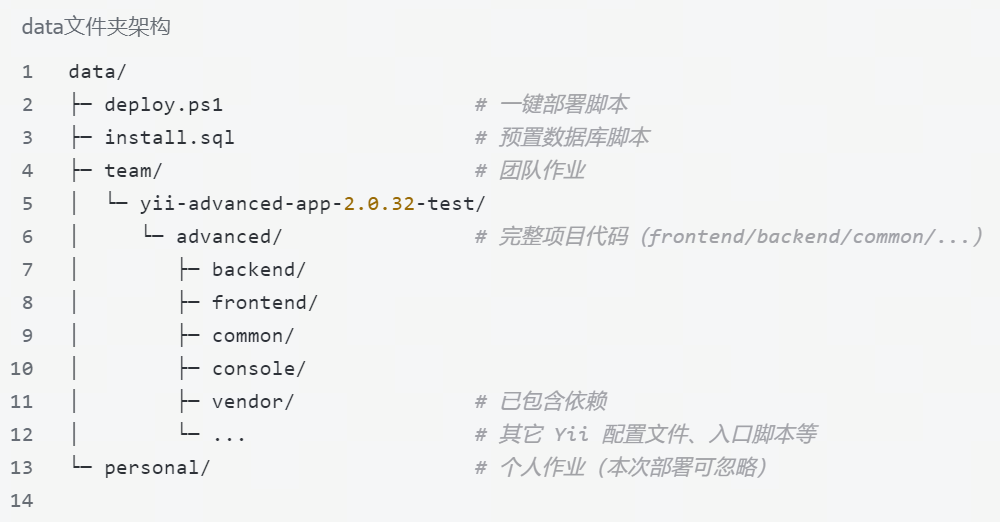 data文件夹架构
1 data/
2 ├─ deploy.ps1 # 一键部署脚本
3 ├─ install.sql # 预置数据库脚本
4 ├─ team/ # 团队作业
5 │  └─ yii-advanced-app-2.0.32-test/
6 │     └─ advanced/ # 完整项目代码（frontend/backend/common/...）
7 │        ├─ backend/
8 │        ├─ frontend/
9 │        ├─ common/
10 │        ├─ console/
11 │        ├─ vendor/ # 已包含依赖
12 │        └─ ... # 其它 Yii 配置文件、入口脚本等
13 └─ personal/ # 个人作业（本次部署可忽略）
14